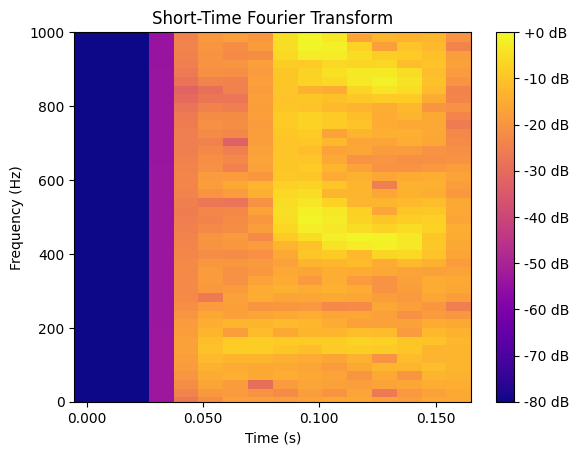 Short-Time Fourier Transform
Frequency (Hz)
1000
800
600
400
200
0
0.000
0.050
0.100
0.150
Time (s)
+0 dB
-10 dB
-20 dB
-30 dB
-40 dB
-50 dB
-60 dB
-70 dB
-80 dB